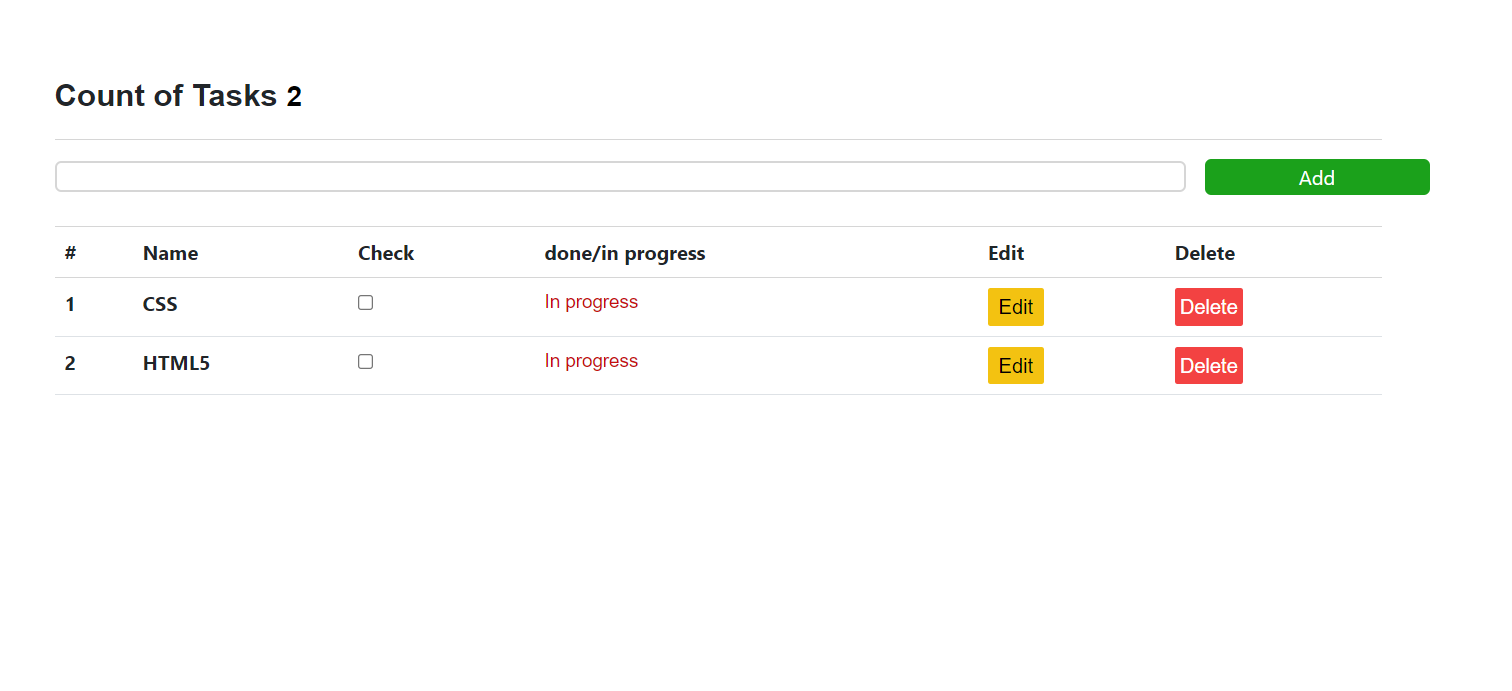 Count of Tasks 2
Add
# Name Check done/in progress Edit Delete
1 CSS In progress Edit Delete
2 HTML5 In progress Edit Delete